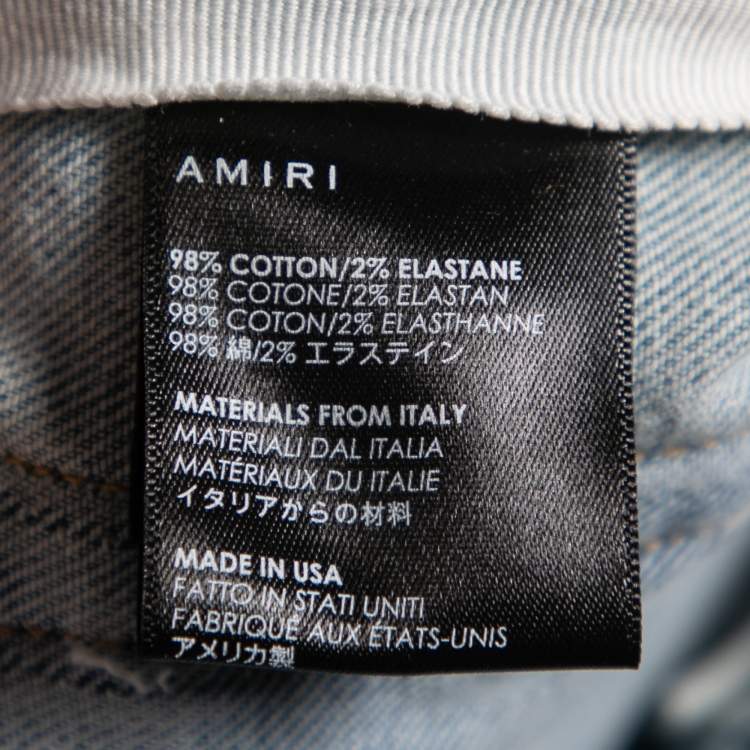 AMIRI
98% COTTON/2% ELASTANE
98% COTONE/2% ELASTAN
98% COTON/2% ELASTHANNE
98% 綿/2% エラステイン
MATERIALS FROM ITALY
MATERIALI DAL ITALIA
MATÉRIAUX DU ITALIE
イタリアからの材料
MADE IN USA
FATTO IN STATI UNITI
FABRIQUÉ AUX ÉTATS-UNIS
アメリカ製